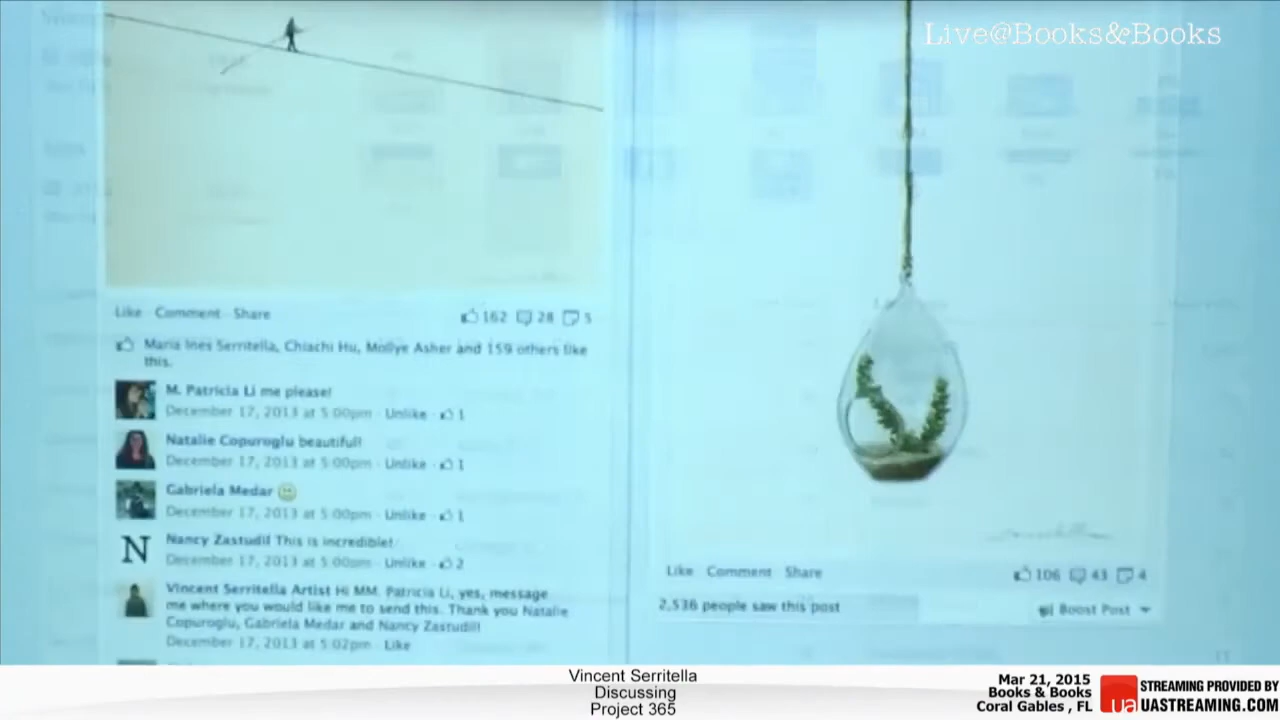 Live@Books&Books
Like Comment Share 162 28 5
Maria Ines Serritella, Chiachi Hu, Mollye Asher and 159 others like
this.
M. Patricia Li me please!
December 17, 2013 at 5:00pm · Unlike · 1
Natalie Copuroglu beautiful!
December 17, 2013 at 5:00pm · Unlike · 1
Gabriela Medar
December 17, 2013 at 5:00pm · Unlike · 1
N
Nancy Zastudil This is incredible!
December 17, 2013 at 5:00pm · Unlike · 2
Vincent Serritella Artist Hi MM. Patricia Li, yes, message
me where you would like me to send this. Thank you Natalie
Copuroglu, Gabriela Medar and Nancy Zastudil!
December 17, 2013 at 5:02pm · Like
Like Comment Share 106 43 4
2,536 people saw this post Boost Post
Vincent Serritella
Discussing
Project 365
Mar 21, 2015
Books & Books
Coral Gables , FL
ua
STREAMING PROVIDED BY
UASTREAMING.COM